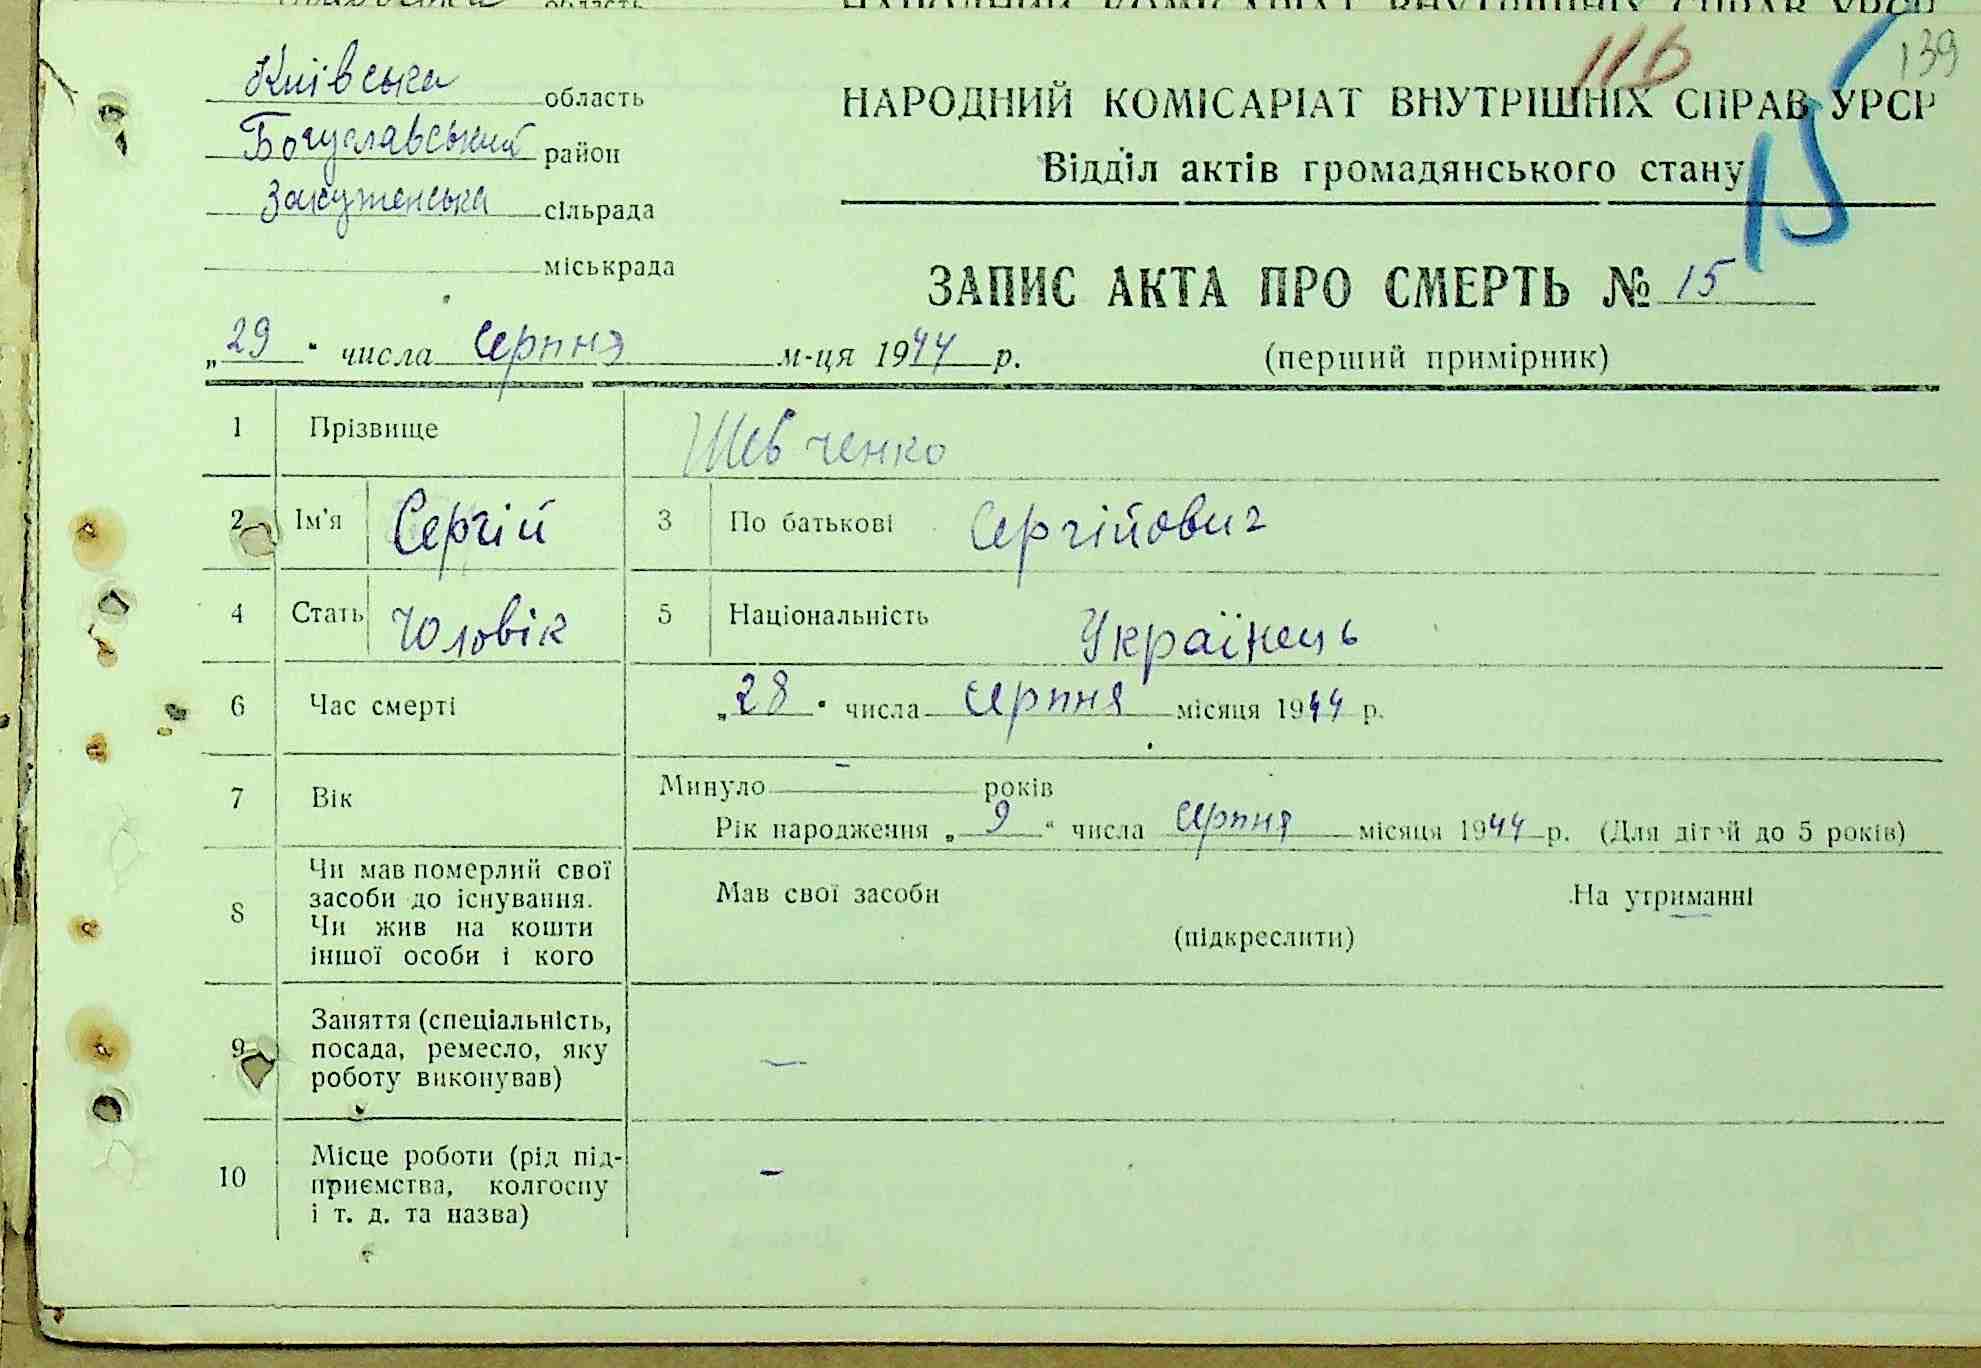 Київська область
Богуславський район
сільрада
міськрада
116
139
НАРОДНИЙ КОМІСАРІАТ ВНУТРІШНІХ СПРАВ УРСР
Відділ актів громадянського стану
15
ЗАПИС АКТА ПРО СМЕРТЬ № 15
„29“ числа серпня м-ця 1944 р.
(перший примірник)
1 Прізвище Шевченко
2 Ім'я Сергій 3 По батькові Сергійович
4 Стать Чоловік 5 Національність Українець
6 Час смерті „28“ числа серпня місяця 1944 р.
7 Вік Минуло – років
Рік народження „9“ числа серпня місяця 1944 р. (Для дітей до 5 років)
8 Чи мав померлий свої
засоби до існування.
Чи жив на кошти
іншої особи і кого
Мав свої засоби На утриманні
(підкреслити)
9 Заняття (спеціальність,
посада, ремесло, яку
роботу виконував)
–
10 Місце роботи (рід під-
приємства, колгоспу
і т. д. та назва)
–